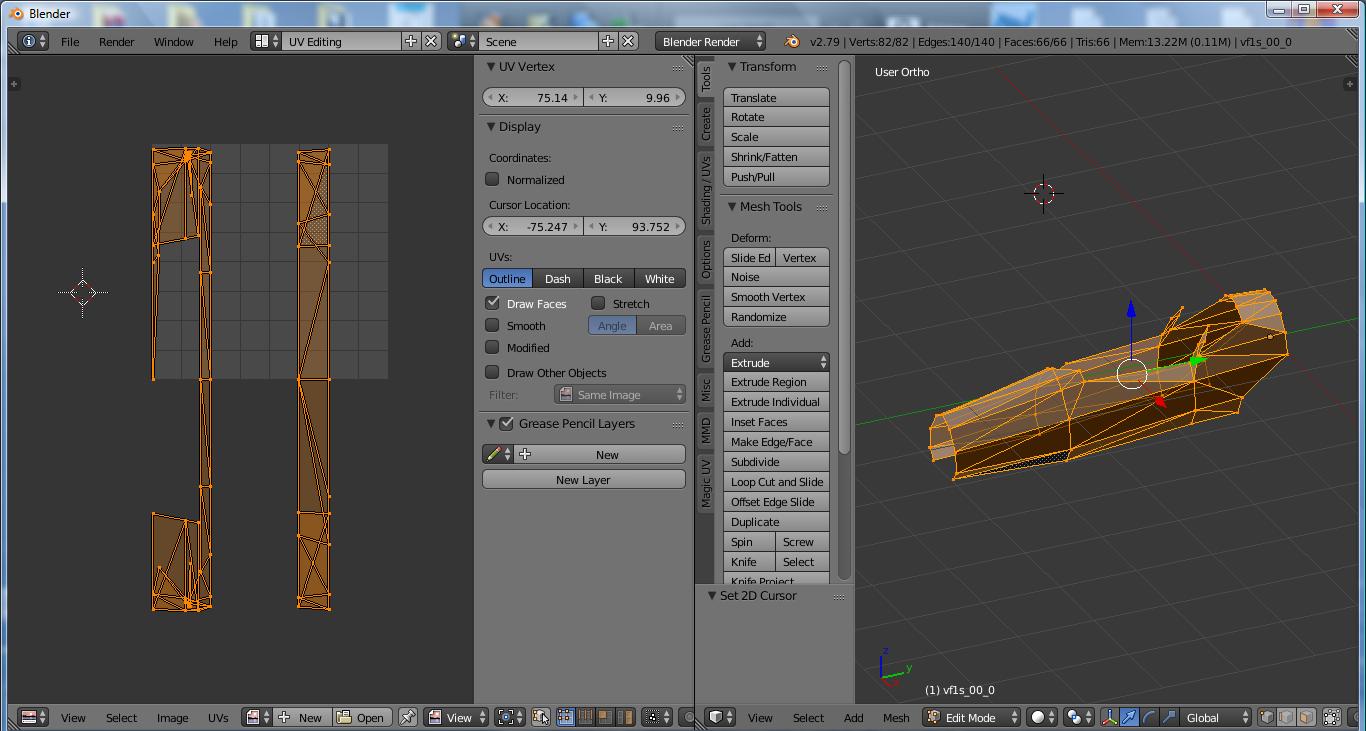 Blender
File Render Window Help UV Editing Scene Blender Render v2.79 | Verts:82/82 | Edges:140/140 | Faces:66/66 | Tris:66 | Mem:13.22M (0.11M) | vf1s_00_0
UV Vertex
X: 75.14 Y: 9.96
Display
Coordinates:
Normalized
Cursor Location:
X: -75.247 Y: 93.752
UVs:
Outline Dash Black White
Draw Faces Stretch
Smooth Angle Area
Modified
Draw Other Objects
Filter: Same Image
Grease Pencil Layers
New
New Layer
Tools
Create
Shading / UVs
Options
Grease Pencil
Misc
MMD
Magic UV
Transform
Translate
Rotate
Scale
Shrink/Fatten
Push/Pull
Mesh Tools
Deform:
Slide Ed Vertex
Noise
Smooth Vertex
Randomize
Add:
Extrude
Extrude Region
Extrude Individual
Inset Faces
Make Edge/Face
Subdivide
Loop Cut and Slide
Offset Edge Slide
Duplicate
Spin Screw
Knife Select
Knife Project
Set 2D Cursor
User Ortho
z
y
(1) vf1s_00_0
View Select Image UVs New Open View
View Select Add Mesh Edit Mode Global